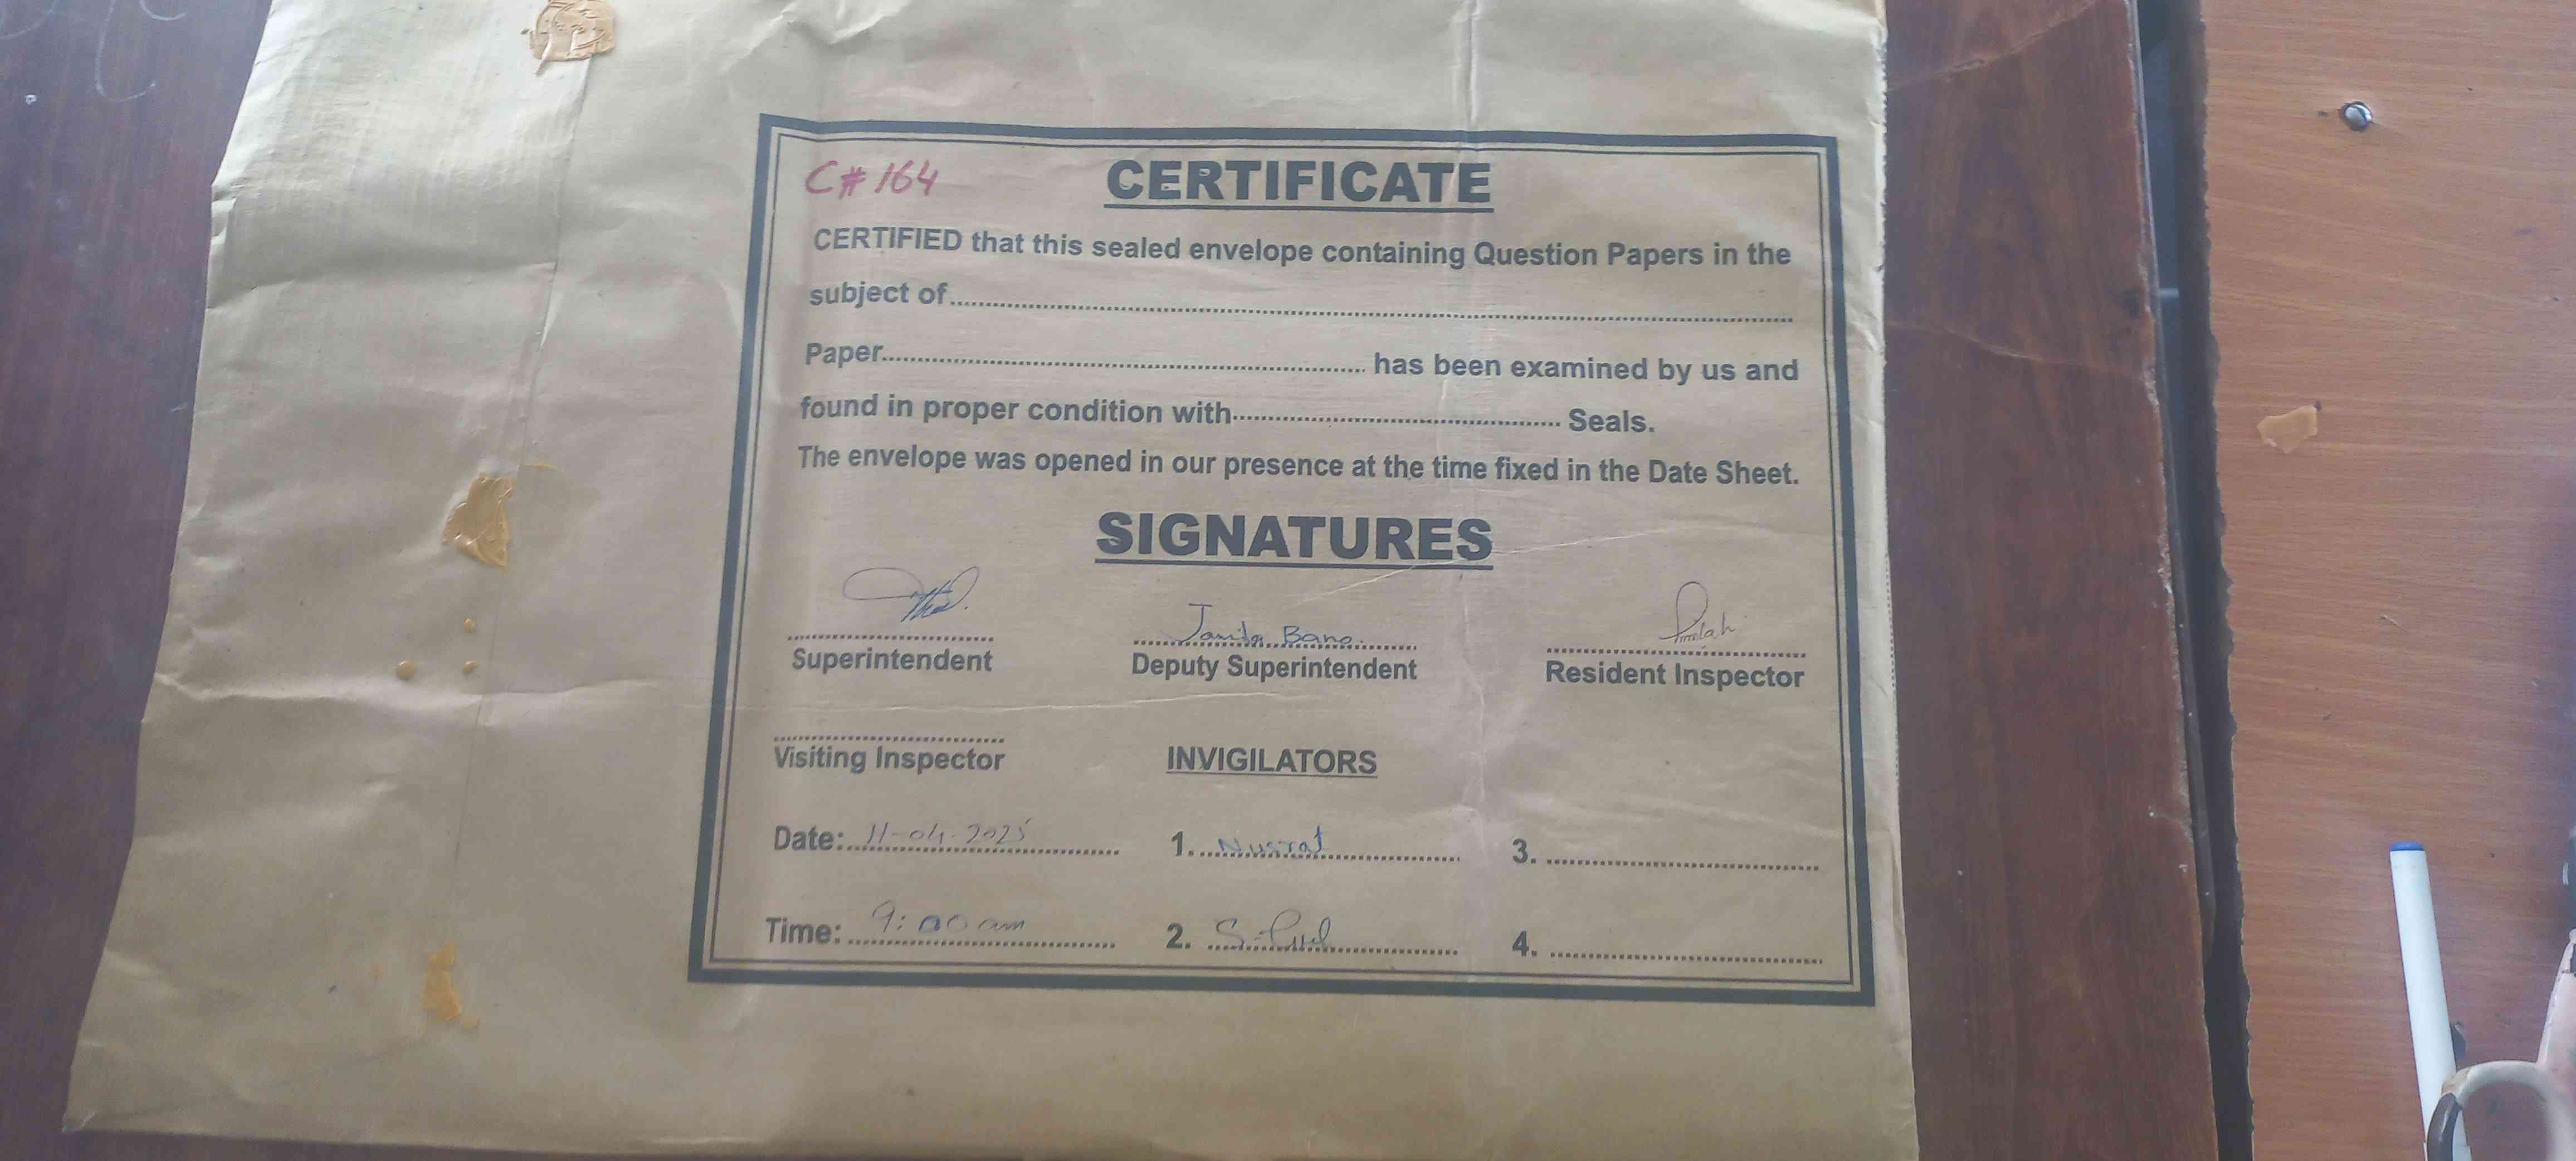 C# 164
CERTIFICATE
CERTIFIED that this sealed envelope containing Question Papers in the
subject of
Paper has been examined by us and
found in proper condition with Seals.
The envelope was opened in our presence at the time fixed in the Date Sheet.
SIGNATURES
Bano
Superintendent Deputy Superintendent Resident Inspector
Visiting Inspector INVIGILATORS
Date: 11-04-2025 1. Nusrat 3.
Time: 9:00 am 2. 4.